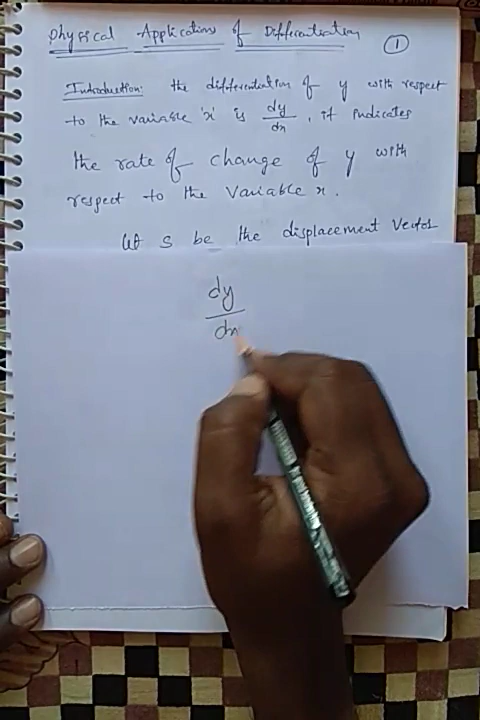 Physical Applications of Differentiation
1
Introduction: the differentiation of y with respect
to the variable 'x' is dy/dx, it indicates
the rate of change of y with
respect to the variable x.
let s be the displacement vector
dy
dx